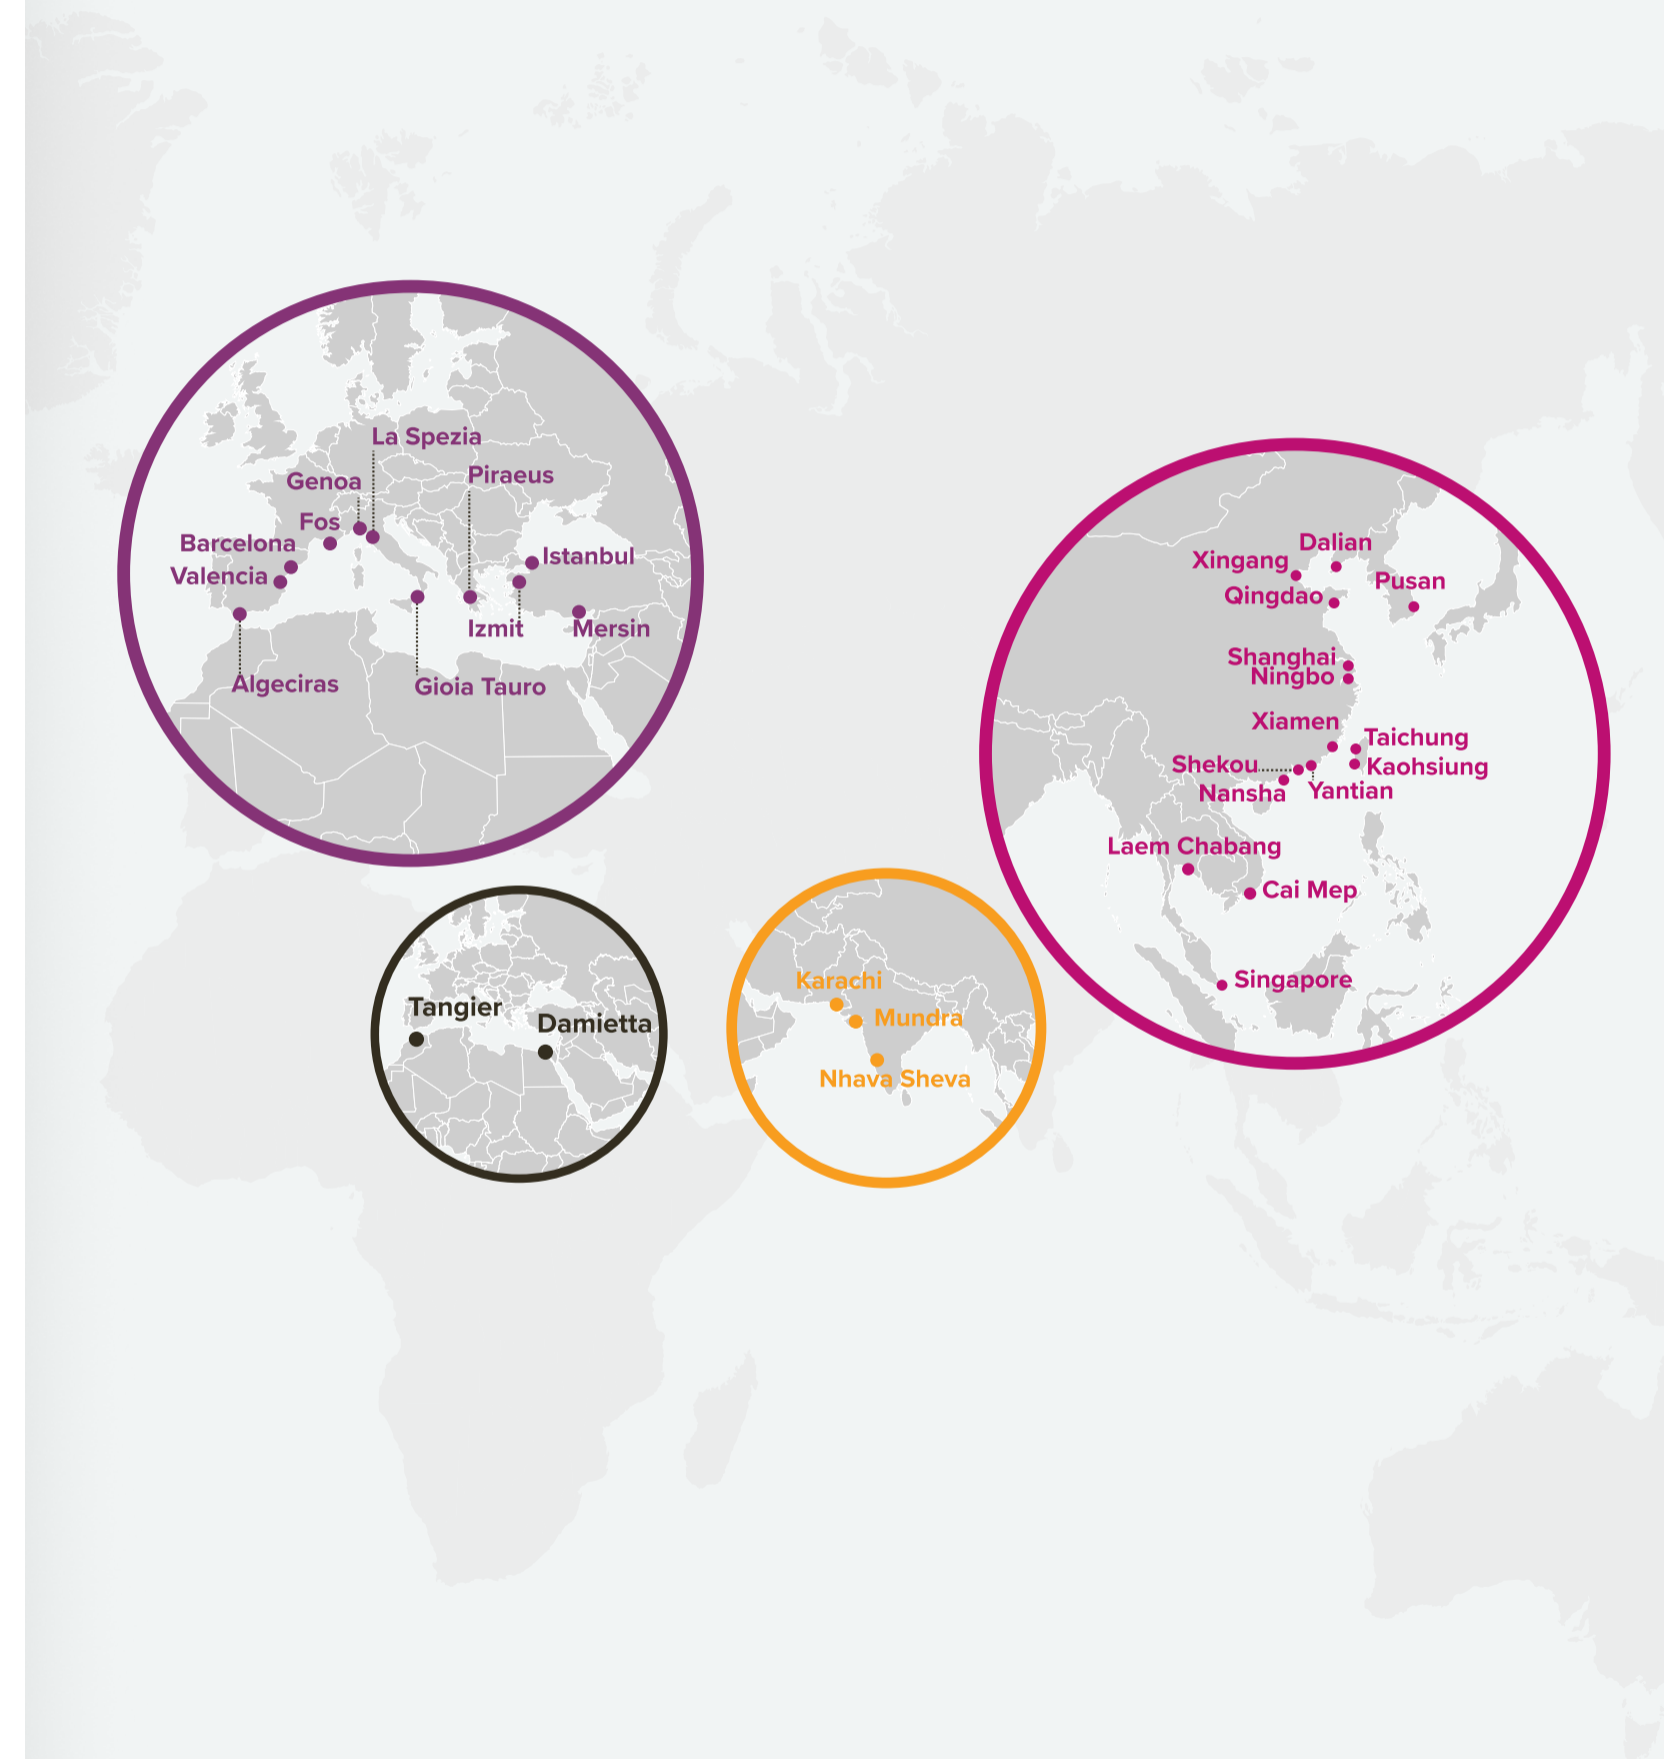 La Spezia
Piraeus
Genoa
Fos
Barcelona
Istanbul
Valencia
Izmit
Mersin
Algeciras
Gioia Tauro
Dalian
Xingang
Pusan
Qingdao
Shanghai
Ningbo
Xiamen
Taichung
Shekou
Kaohsiung
Nansha
Yantian
Laem Chabang
Cai Mep
Singapore
Tangier
Damietta
Karachi
Mundra
Nhava Sheva